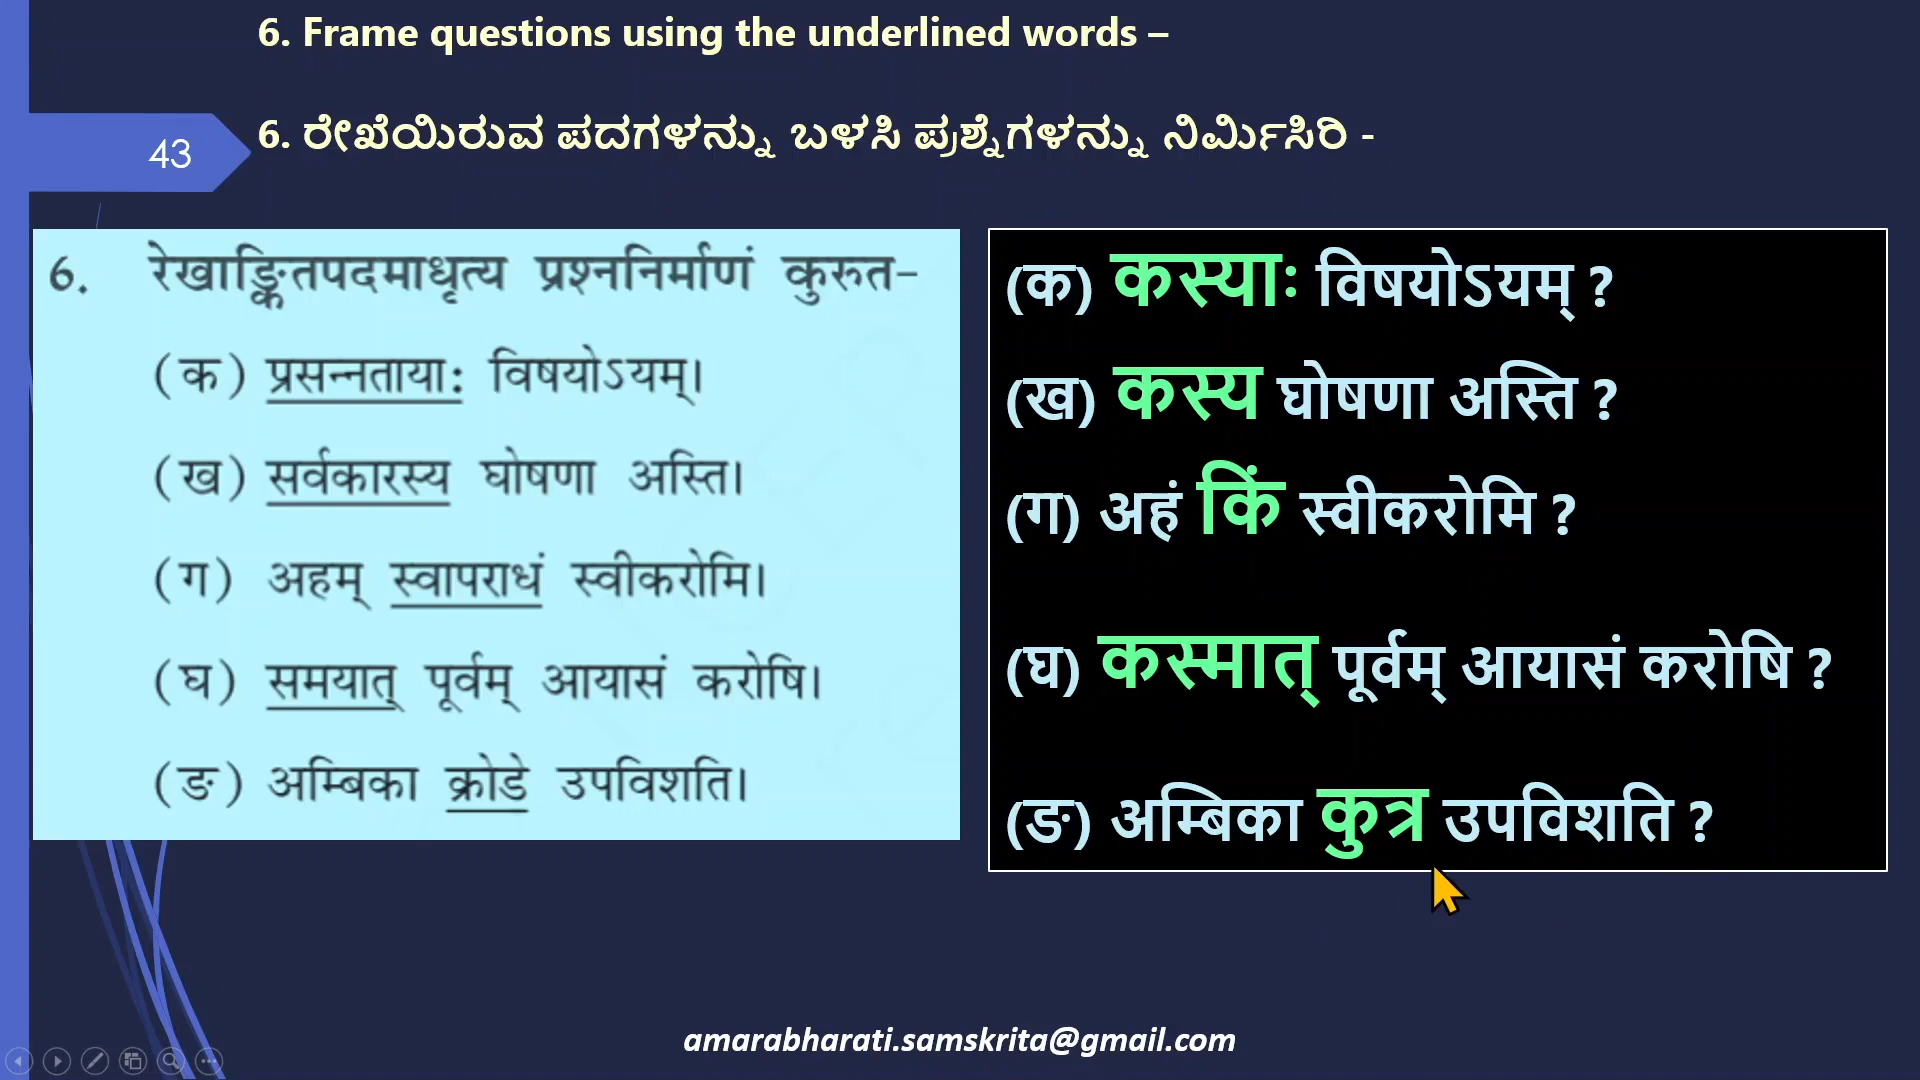 6. Frame questions using the underlined words –
6. ರೇಖೆಯಿರುವ ಪದಗಳನ್ನು ಬಳಸಿ ಪ್ರಶ್ನೆಗಳನ್ನು ನಿರ್ಮಿಸಿರಿ -
43
6. रेखाङ्कितपदमाधृत्य प्रश्ननिर्माणं कुरुत–
(क) प्रसन्नतायाः विषयोऽयम्।
(ख) सर्वकारस्य घोषणा अस्ति।
(ग) अहम् स्वापराधं स्वीकरोमि।
(घ) समयात् पूर्वम् आयासं करोषि।
(ङ) अम्बिका क्रोडे उपविशति।
(क) कस्याः विषयोऽयम् ?
(ख) कस्य घोषणा अस्ति ?
(ग) अहं किं स्वीकरोमि ?
(घ) कस्मात् पूर्वम् आयासं करोषि ?
(ङ) अम्बिका कुत्र उपविशति ?
amarabharati.samskrita@gmail.com